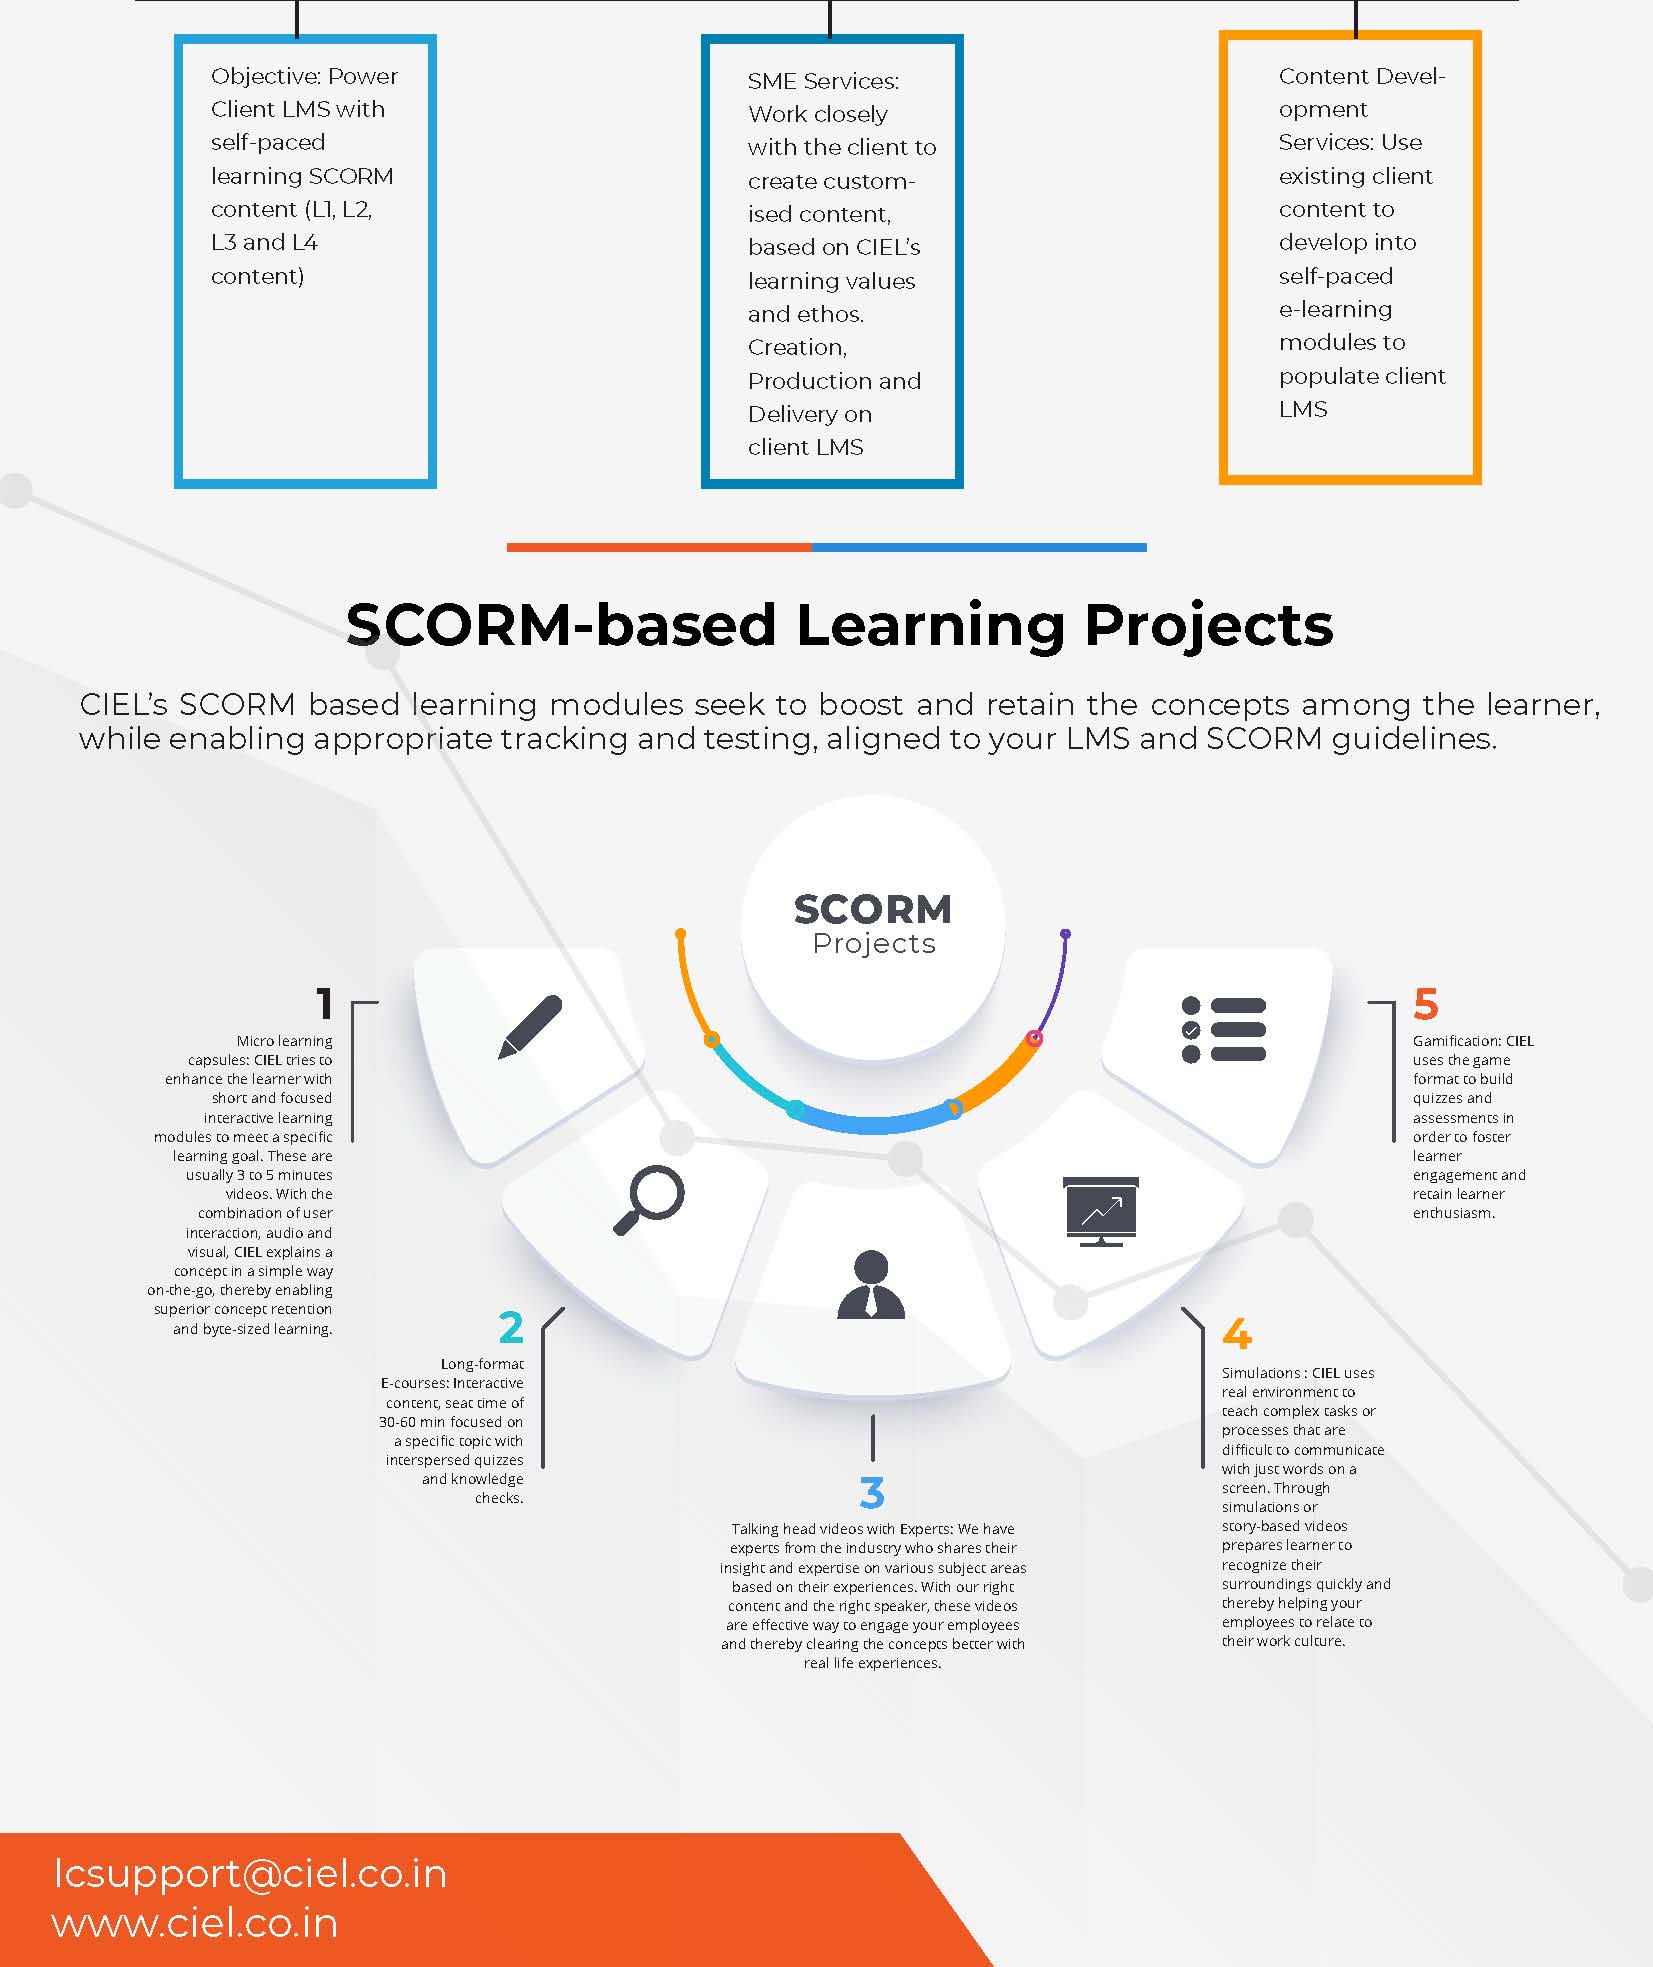 Objective: Power
Client LMS with
self-paced
learning SCORM
content (L1, L2,
L3 and L4
content)
SME Services:
Work closely
with the client to
create custom-
ised content,
based on CIEL’s
learning values
and ethos.
Creation,
Production and
Delivery on
client LMS
Content Devel-
opment
Services: Use
existing client
content to
develop into
self-paced
e-learning
modules to
populate client
LMS
SCORM-based Learning Projects
CIEL’s SCORM based learning modules seek to boost and retain the concepts among the learner,
while enabling appropriate tracking and testing, aligned to your LMS and SCORM guidelines.
SCORM
Projects
1
Micro learning
capsules: CIEL tries to
enhance the learner with
short and focused
interactive learning
modules to meet a specific
learning goal. These are
usually 3 to 5 minutes
videos. With the
combination of user
interaction, audio and
visual, CIEL explains a
concept in a simple way
on-the-go, thereby enabling
superior concept retention
and byte-sized learning.
2
Long-format
E-courses: Interactive
content, seat time of
30-60 min focused on
a specific topic with
interspersed quizzes
and knowledge
checks.
3
Talking head videos with Experts: We have
experts from the industry who shares their
insight and expertise on various subject areas
based on their experiences. With our right
content and the right speaker, these videos
are effective way to engage your employees
and thereby clearing the concepts better with
real life experiences.
4
Simulations : CIEL uses
real environment to
teach complex tasks or
processes that are
difficult to communicate
with just words on a
screen. Through
simulations or
story-based videos
prepares learner to
recognize their
surroundings quickly and
thereby helping your
employees to relate to
their work culture.
5
Gamification: CIEL
uses the game
format to build
quizzes and
assessments in
order to foster
learner
engagement and
retain learner
enthusiasm.
lcsupport@ciel.co.in
www.ciel.co.in